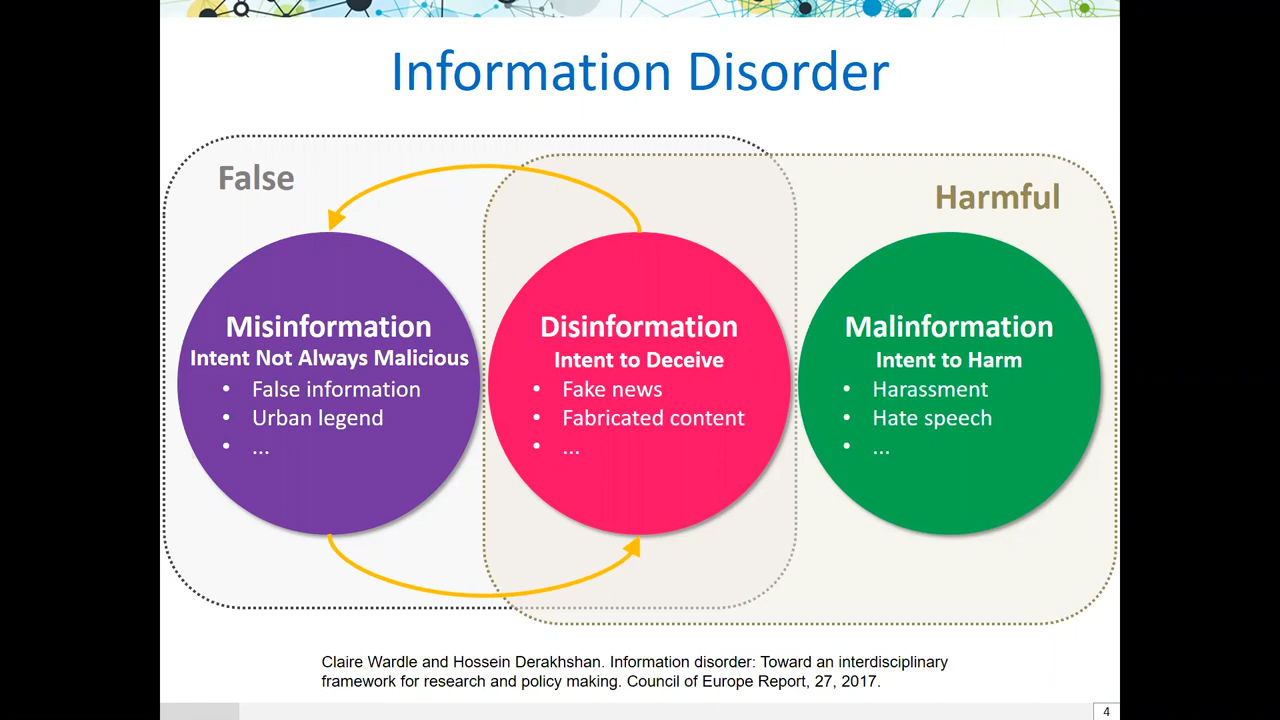 Information Disorder
False
Harmful
Misinformation
Intent Not Always Malicious
• False information
• Urban legend
• ...
Disinformation
Intent to Deceive
• Fake news
• Fabricated content
• ...
Malinformation
Intent to Harm
• Harassment
• Hate speech
• ...
Claire Wardle and Hossein Derakhshan. Information disorder: Toward an interdisciplinary
framework for research and policy making. Council of Europe Report, 27, 2017.
4